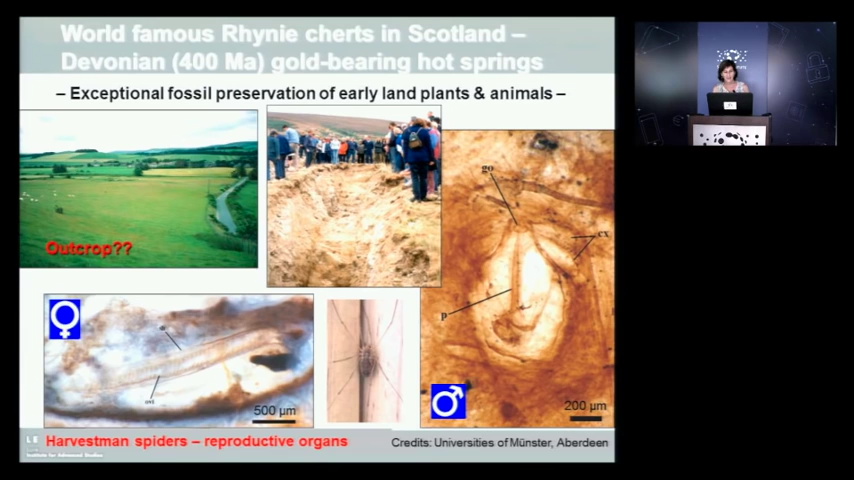 World famous Rhynie cherts in Scotland –
Devonian (400 Ma) gold-bearing hot springs
– Exceptional fossil preservation of early land plants & animals –
Outcrop??
go
cx
p
500 µm
200 µm
Harvestman spiders – reproductive organs
Credits: Universities of Münster, Aberdeen
Institute for Advanced Studies